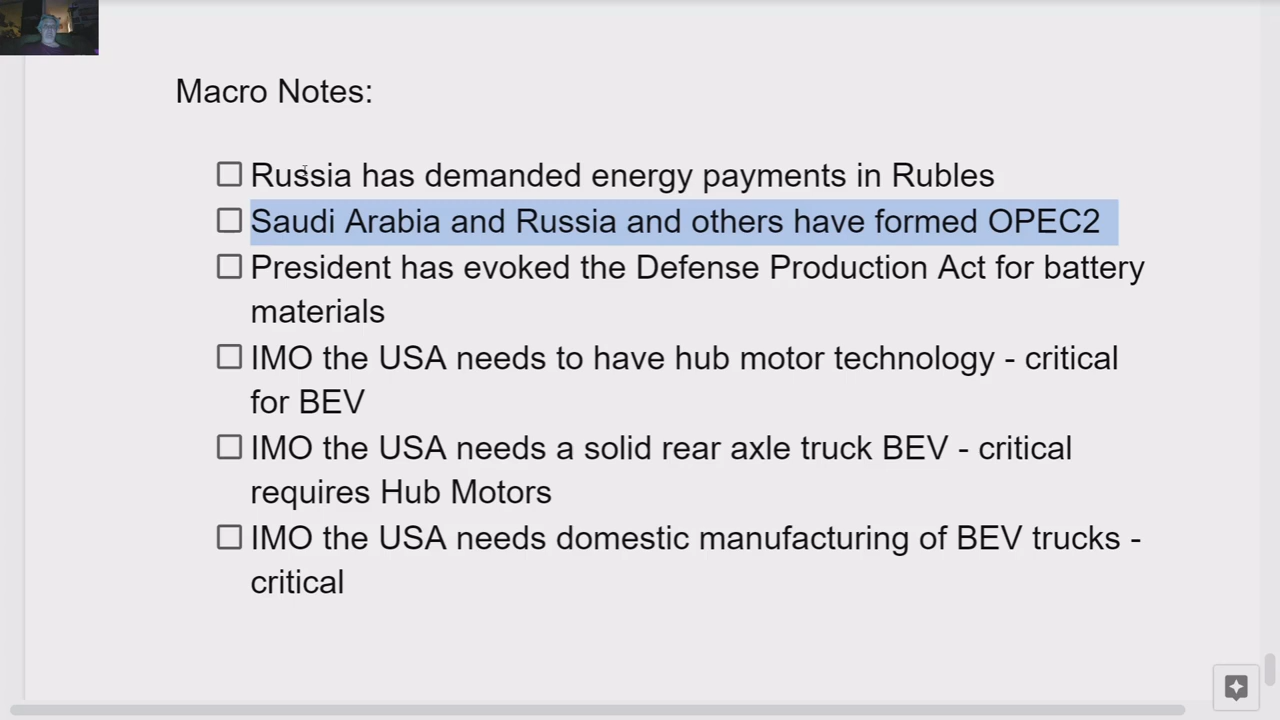 Macro Notes:
Russia has demanded energy payments in Rubles
Saudi Arabia and Russia and others have formed OPEC2
President has evoked the Defense Production Act for battery
materials
IMO the USA needs to have hub motor technology - critical
for BEV
IMO the USA needs a solid rear axle truck BEV - critical
requires Hub Motors
IMO the USA needs domestic manufacturing of BEV trucks -
critical